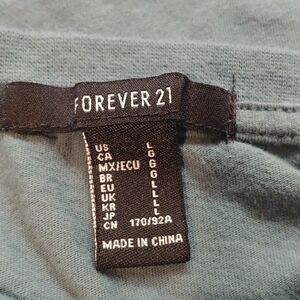 FOREVER 21
US L
CA G
MX/ECU G
BR G
EU L
UK L
KR L
JP L
CN 170/92A
MADE IN CHINA